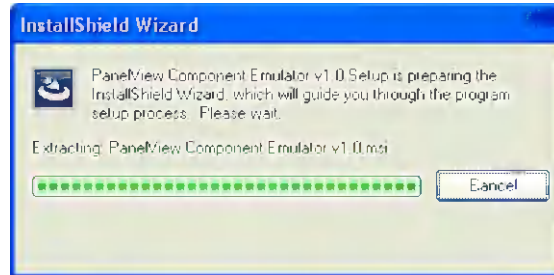 InstallShield Wizard
PanelView Component Emulator v1.0 Setup is preparing the
InstallShield Wizard, which will guide you through the program
setup process. Please wait.
Extracting: PanelView Component Emulator v1.0.msi
Cancel